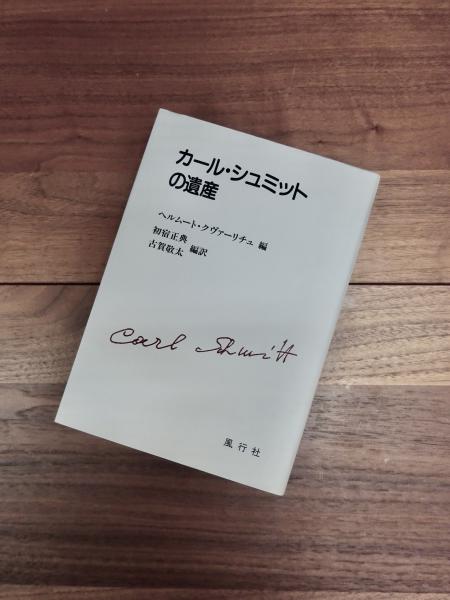 カール・シュミット
の遺産
ヘルムート・クヴァーリチュ 編
初宿正典
古賀敬太 編訳
Carl Schmitt
風行社